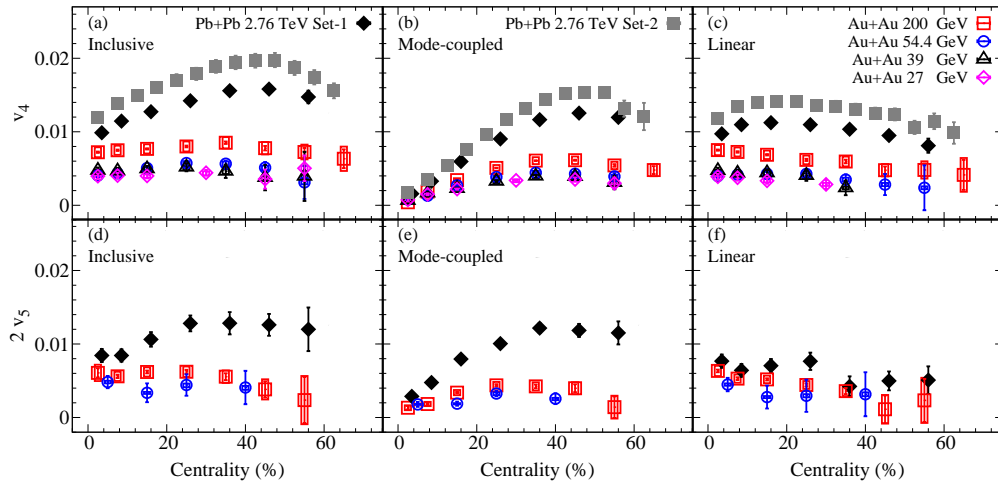 (a) Pb+Pb 2.76 TeV Set-1
Inclusive
(b) Pb+Pb 2.76 TeV Set-2
Mode-coupled
(c) Au+Au 200 GeV
Linear Au+Au 54.4 GeV
Au+Au 39 GeV
Au+Au 27 GeV
v4
0.02
0.01
0
(d)
Inclusive
(e)
Mode-coupled
(f)
Linear
2 v5
0.02
0.01
0
0 20 40 60 0 20 40 60 0 20 40 60
Centrality (%) Centrality (%) Centrality (%)